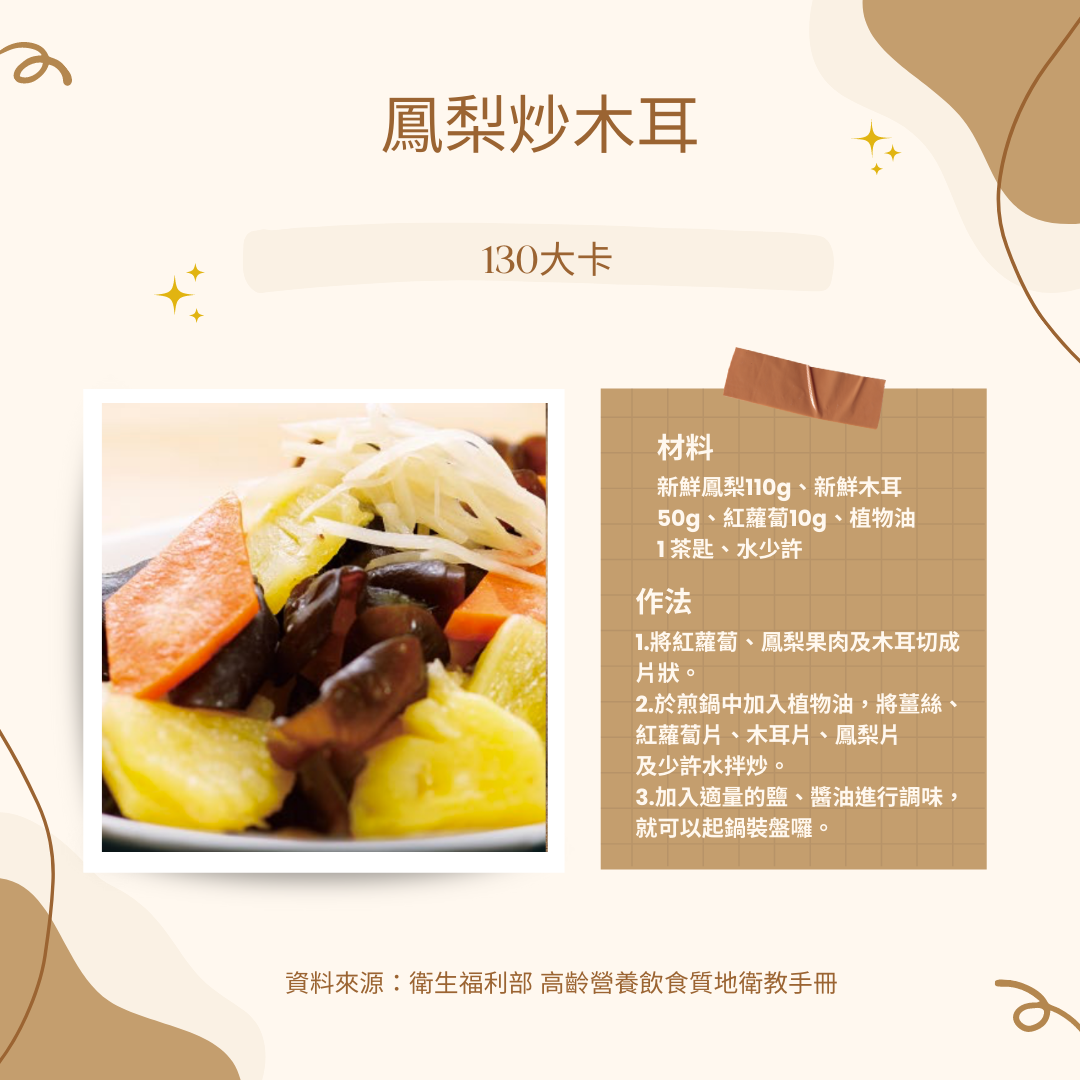 鳳梨炒木耳
130大卡
材料
新鮮鳳梨110g、新鮮木耳
50g、紅蘿蔔10g、植物油
1 茶匙、水少許
作法
1.將紅蘿蔔、鳳梨果肉及木耳切成
片狀。
2.於煎鍋中加入植物油，將薑絲、
紅蘿蔔片、木耳片、鳳梨片
及少許水拌炒。
3.加入適量的鹽、醬油進行調味，
就可以起鍋裝盤囉。
資料來源：衛生福利部 高齡營養飲食質地衛教手冊